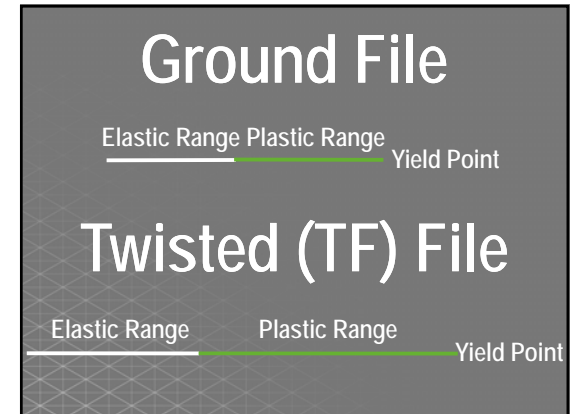 Ground File
Elastic Range Plastic Range
Yield Point
Twisted (TF) File
Elastic Range Plastic Range
Yield Point